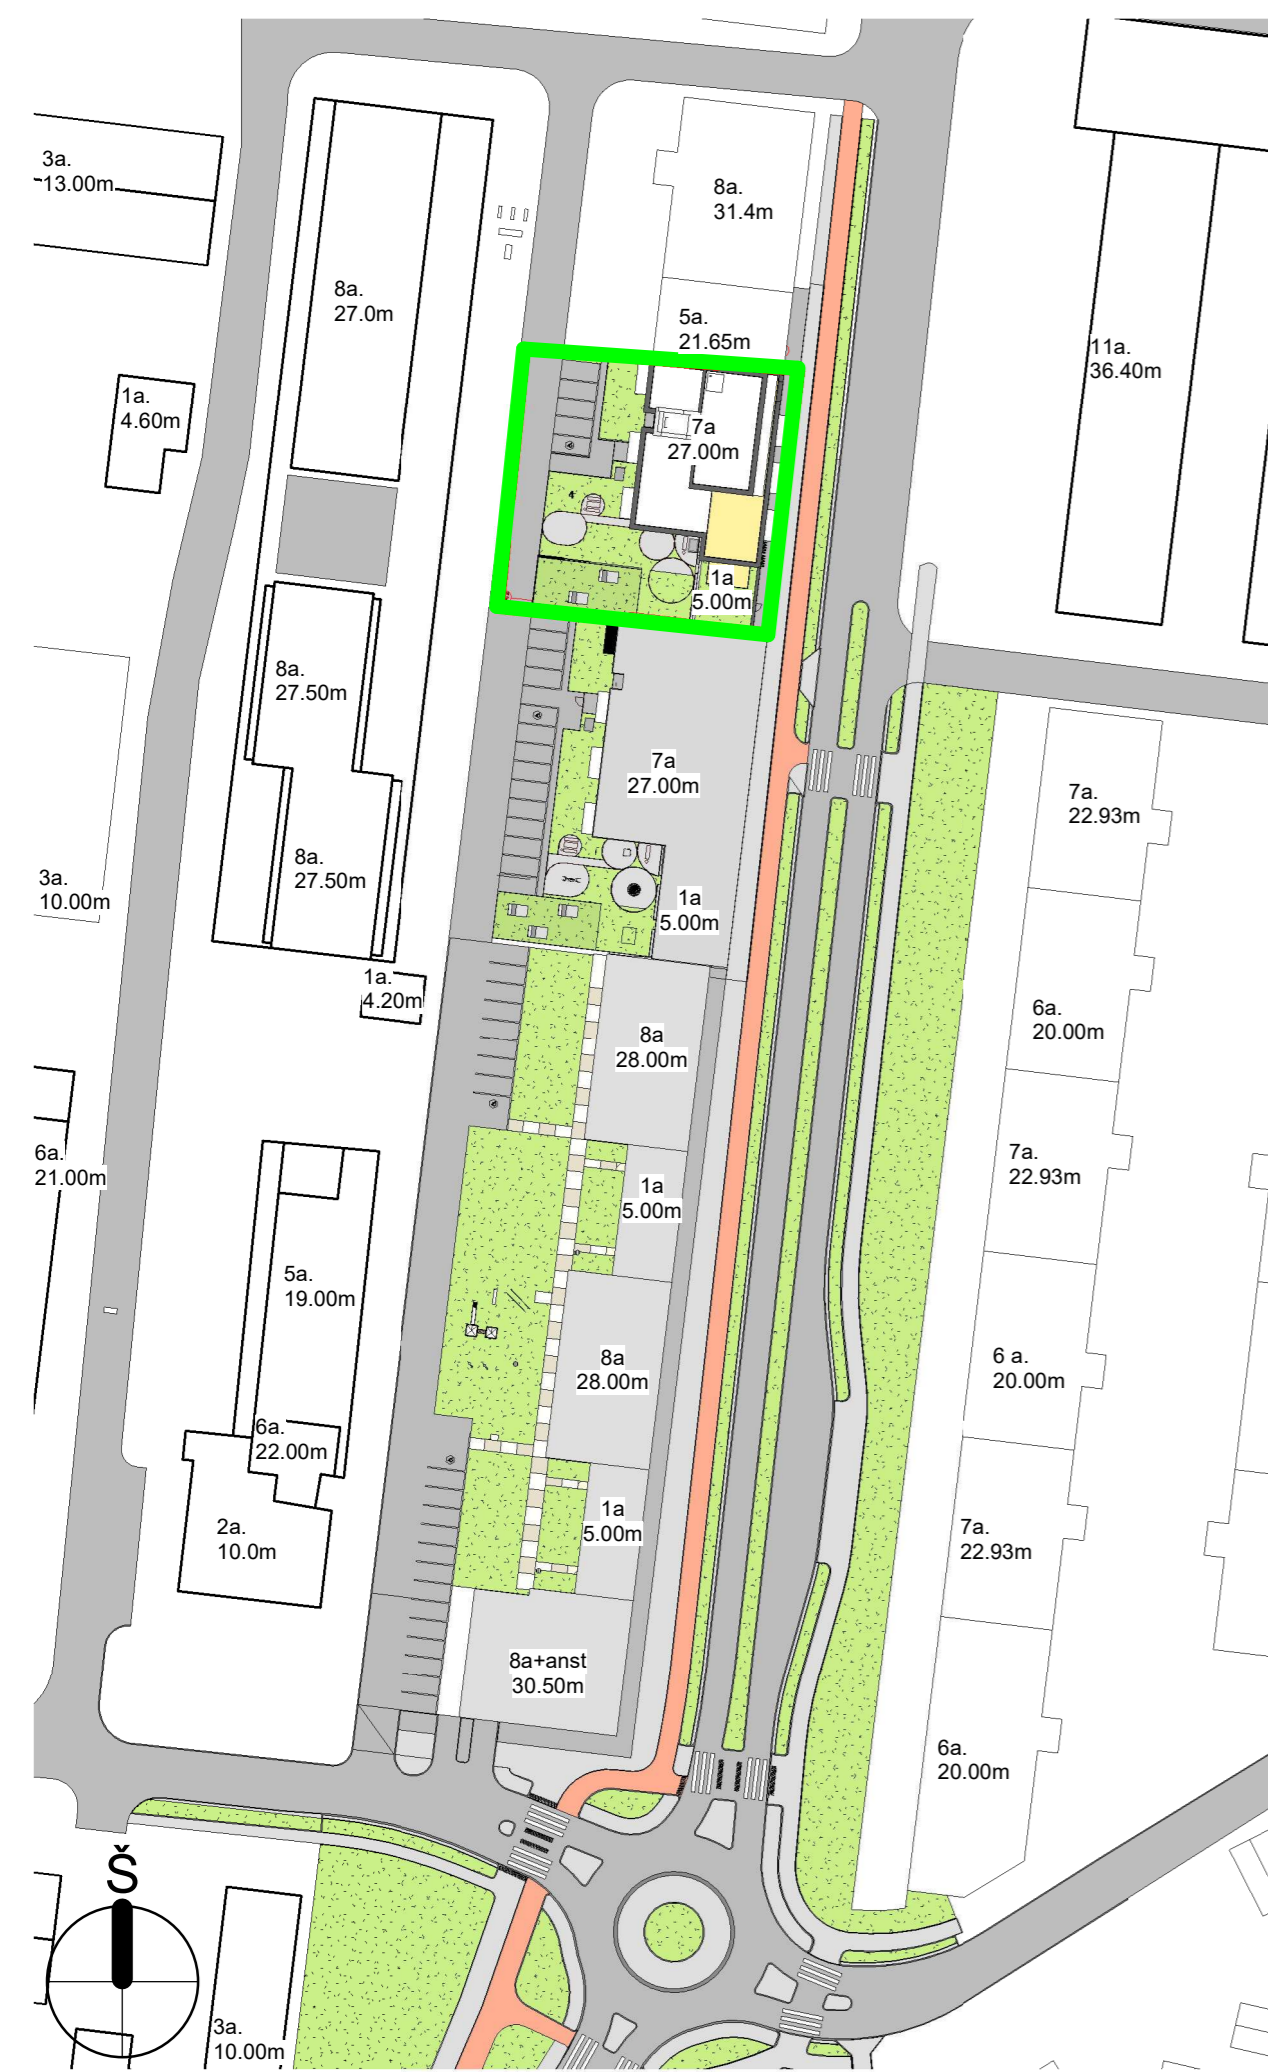 3a.
13.00m
8a.
31.4m
8a.
27.0m
5a.
21.65m
11a.
36.40m
1a.
4.60m
7a
27.00m
4
1a
5.00m
8a.
27.50m
7a
27.00m
7a.
22.93m
8a.
27.50m
3a.
10.00m
1a
5.00m
1a.
4.20m
6a.
20.00m
8a
28.00m
6a.
21.00m
7a.
22.93m
1a
5.00m
5a.
19.00m
8a
28.00m
6 a.
20.00m
6a.
22.00m
2a.
10.0m
1a
5.00m
7a.
22.93m
8a+anst
30.50m
6a.
20.00m
Š
3a.
10.00m